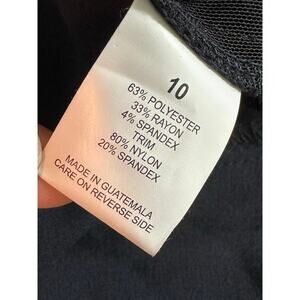 10
63% POLYESTER
33% RAYON
4% SPANDEX
TRIM
80% NYLON
20% SPANDEX
MADE IN GUATEMALA
CARE ON REVERSE SIDE